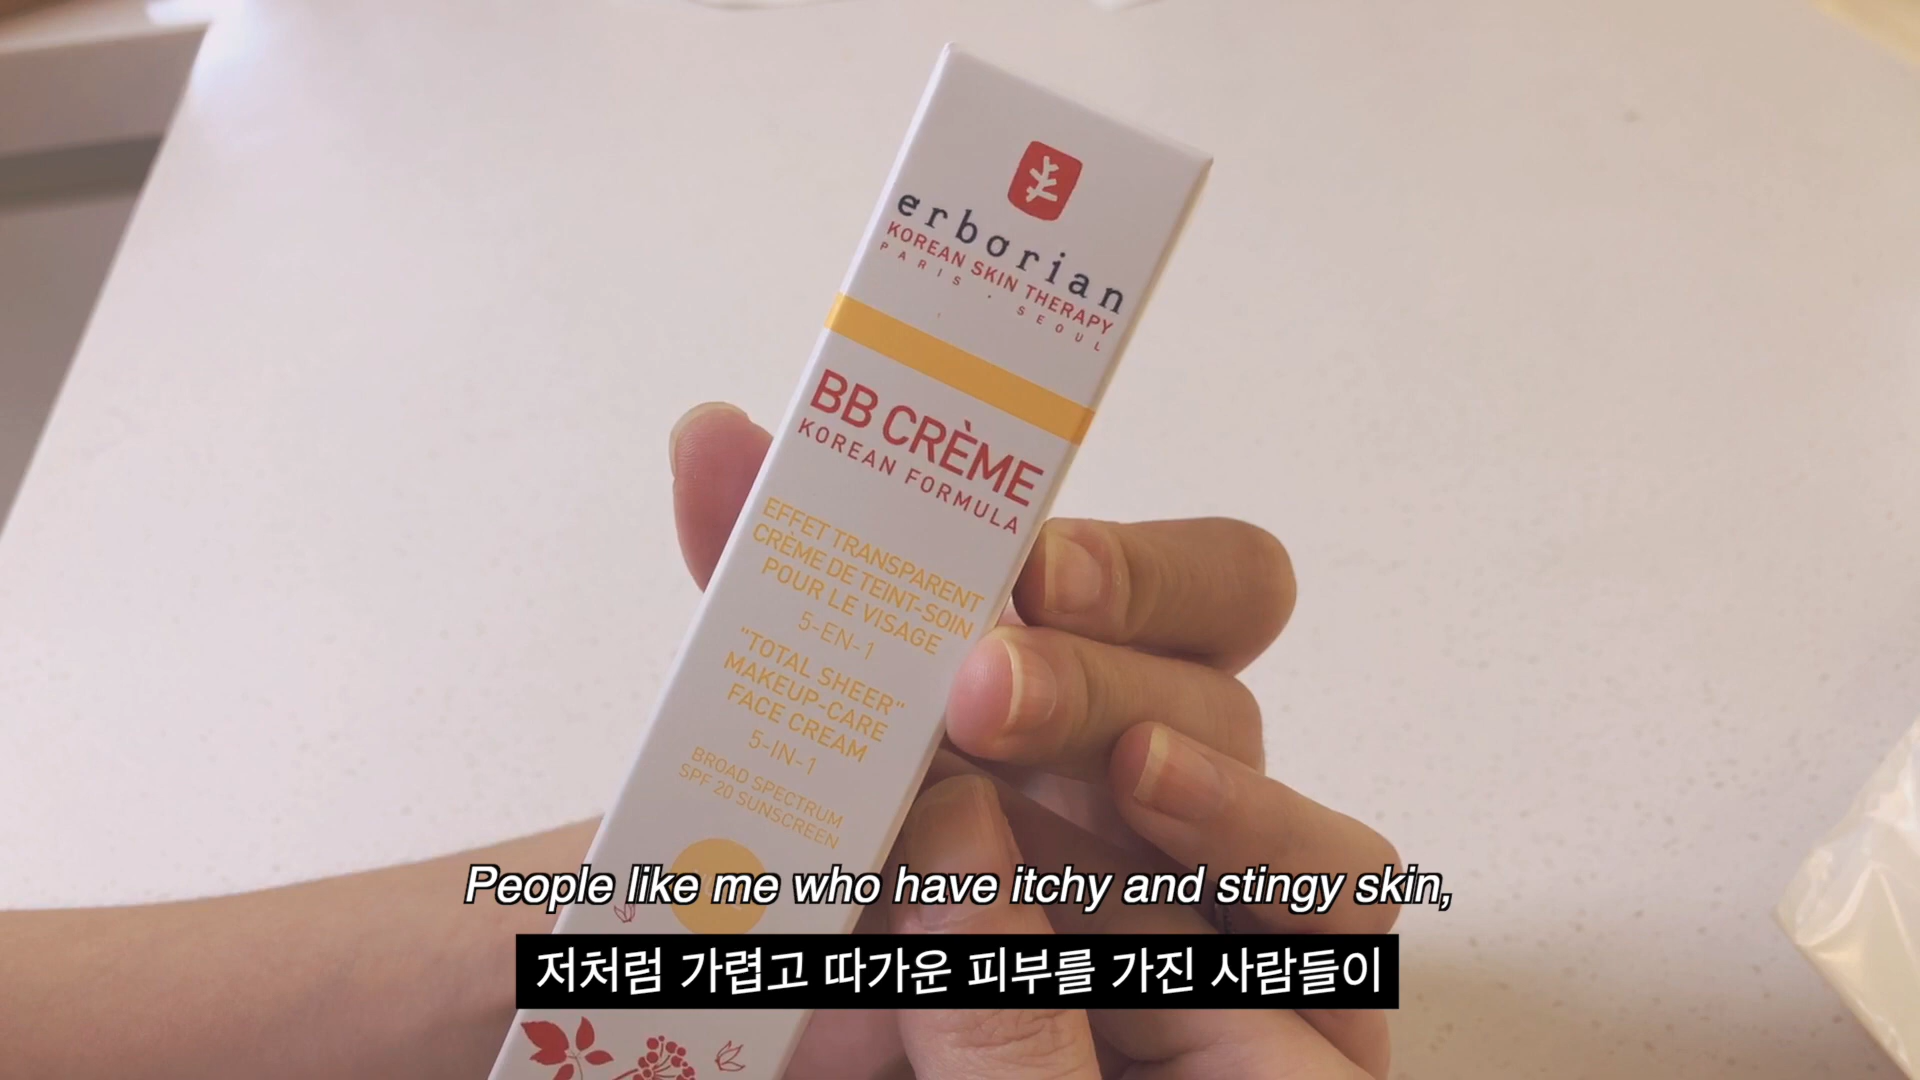 erborian
KOREAN SKIN THERAPY
PARIS · SEOUL
BB CRÈME
KOREAN FORMULA
EFFET TRANSPARENT
CRÈME DE TEINT-SOIN
POUR LE VISAGE
5-EN-1
"TOTAL SHEER"
MAKEUP-CARE
FACE CREAM
5-IN-1
BROAD SPECTRUM
SPF 20 SUNSCREEN
People like me who have itchy and stingy skin,
저처럼 가렵고 따가운 피부를 가진 사람들이